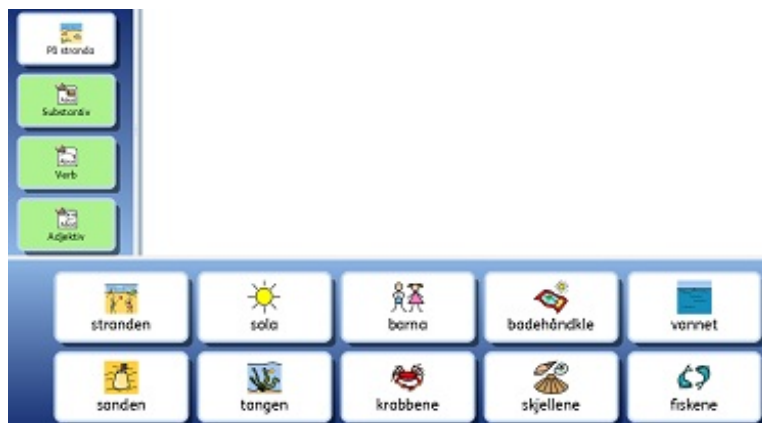 På stranda
Substantiv
Verb
Adjektiv
stranden
sola
barna
badehåndkle
vannet
sanden
tangen
krabbene
skjellene
fiskene